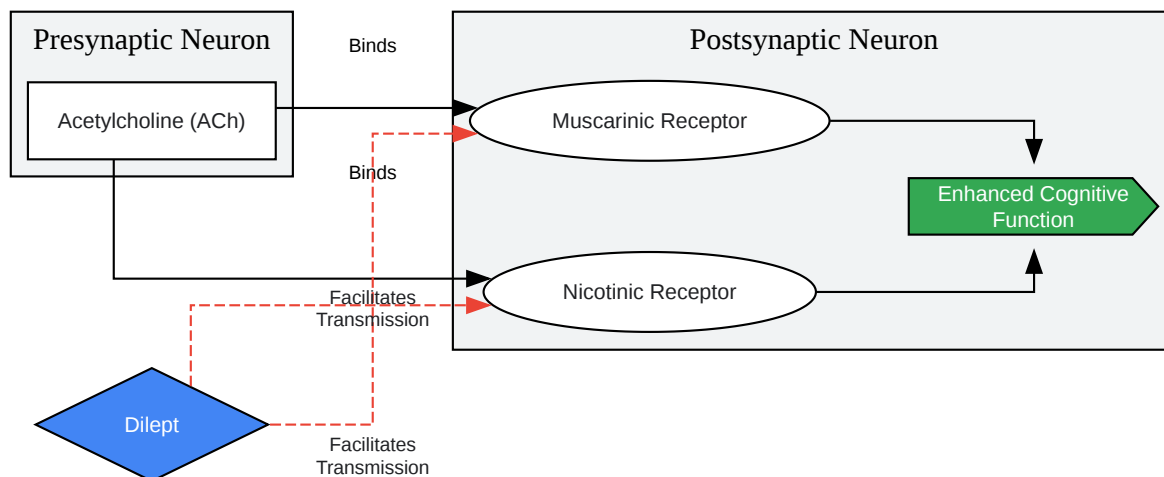 Presynaptic Neuron
Postsynaptic Neuron
Binds
Acetylcholine (ACh)
Muscarinic Receptor
Binds
Enhanced Cognitive
Function
Nicotinic Receptor
Facilitates
Transmission
Dilept
Facilitates
Transmission